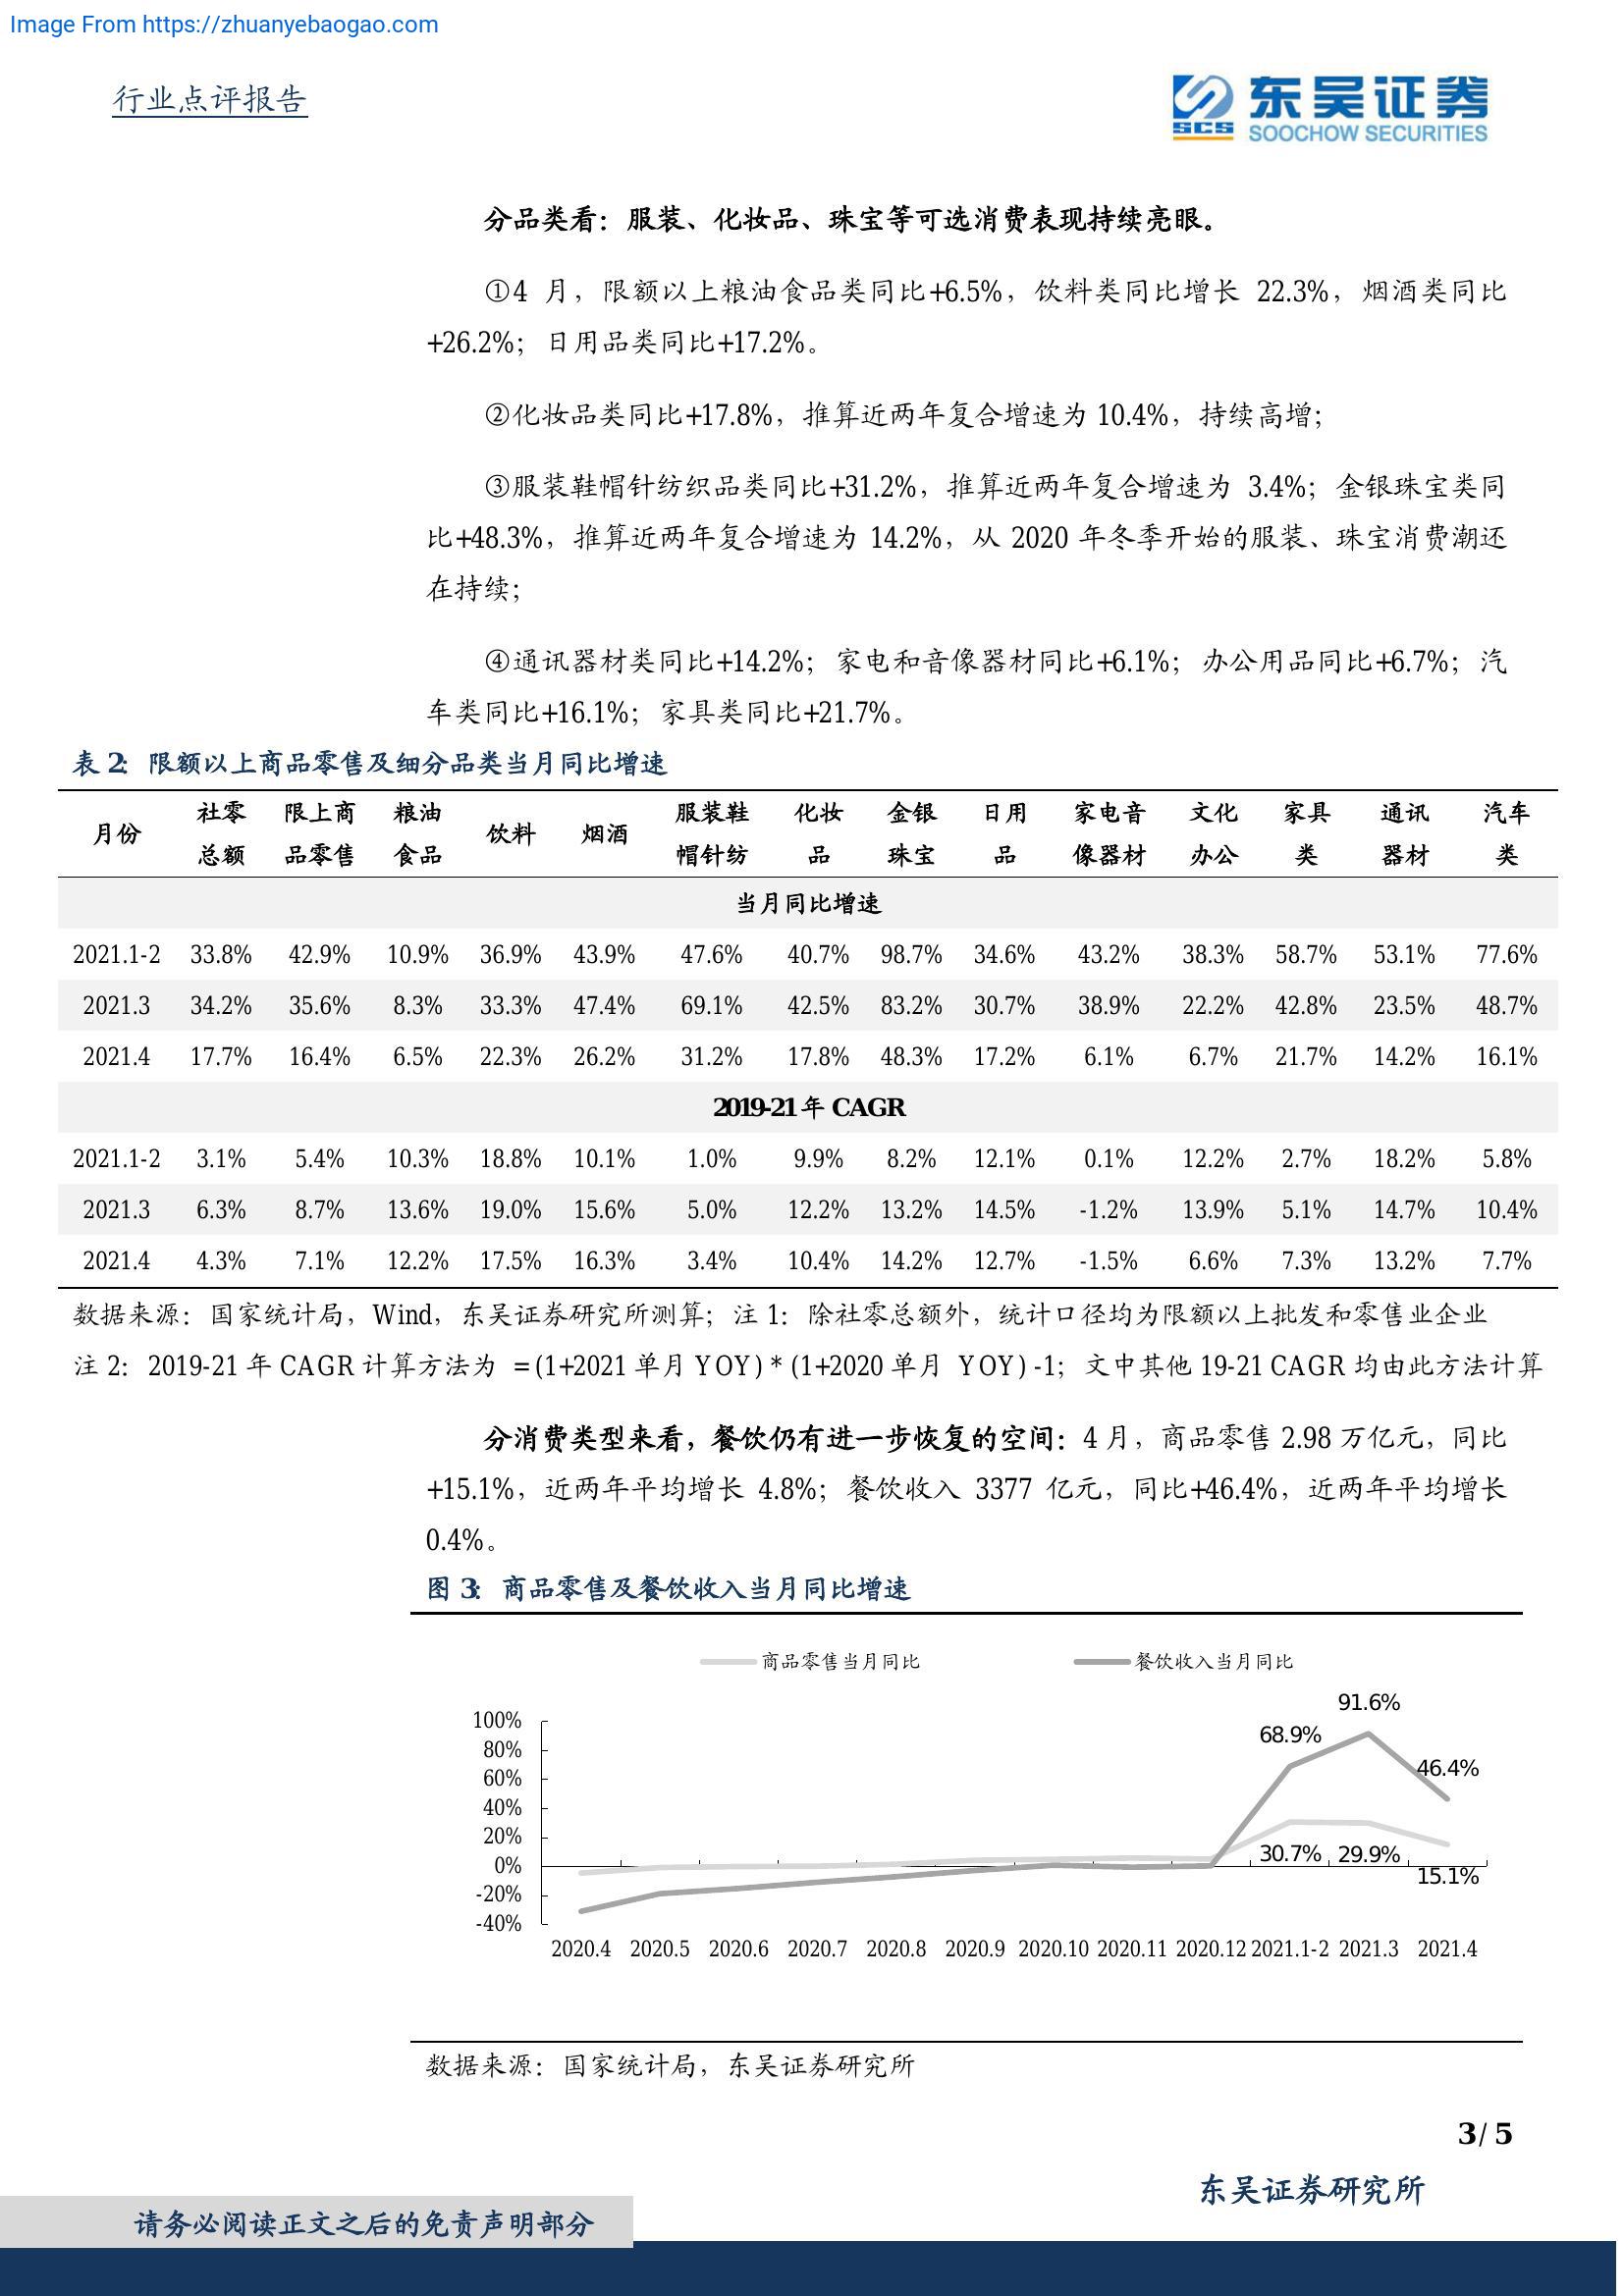 Image From https://zhuanyebaogao.com
行业点评报告
东吴证券
SCS
SOOCHOW SECURITIES
分品类看：服装、化妆品、珠宝等可选消费表现持续亮眼。
①4 月，限额以上粮油食品类同比+6.5%，饮料类同比增长 22.3%，烟酒类同比
+26.2%；日用品类同比+17.2%。
②化妆品类同比+17.8%，推算近两年复合增速为 10.4%，持续高增；
③服装鞋帽针纺织品类同比+31.2%，推算近两年复合增速为 3.4%；金银珠宝类同
比+48.3%，推算近两年复合增速为 14.2%，从 2020 年冬季开始的服装、珠宝消费潮还
在持续；
④通讯器材类同比+14.2%；家电和音像器材同比+6.1%；办公用品同比+6.7%；汽
车类同比+16.1%；家具类同比+21.7%。
表 2：限额以上商品零售及细分品类当月同比增速
月份 社零总额 限上商品零售 粮油食品 饮料 烟酒 服装鞋帽针纺 化妆品 金银珠宝 日用品 家电音像器材 文化办公 家具类 通讯器材 汽车类
当月同比增速
2021.1-2 33.8% 42.9% 10.9% 36.9% 43.9% 47.6% 40.7% 98.7% 34.6% 43.2% 38.3% 58.7% 53.1% 77.6%
2021.3 34.2% 35.6% 8.3% 33.3% 47.4% 69.1% 42.5% 83.2% 30.7% 38.9% 22.2% 42.8% 23.5% 48.7%
2021.4 17.7% 16.4% 6.5% 22.3% 26.2% 31.2% 17.8% 48.3% 17.2% 6.1% 6.7% 21.7% 14.2% 16.1%
2019-21 年 CAGR
2021.1-2 3.1% 5.4% 10.3% 18.8% 10.1% 1.0% 9.9% 8.2% 12.1% 0.1% 12.2% 2.7% 18.2% 5.8%
2021.3 6.3% 8.7% 13.6% 19.0% 15.6% 5.0% 12.2% 13.2% 14.5% -1.2% 13.9% 5.1% 14.7% 10.4%
2021.4 4.3% 7.1% 12.2% 17.5% 16.3% 3.4% 10.4% 14.2% 12.7% -1.5% 6.6% 7.3% 13.2% 7.7%
数据来源：国家统计局，Wind，东吴证券研究所测算；注 1：除社零总额外，统计口径均为限额以上批发和零售业企业
注 2：2019-21 年 CAGR 计算方法为 =(1+2021 单月 YOY) * (1+2020 单月 YOY) -1；文中其他 19-21 CAGR 均由此方法计算
分消费类型来看，餐饮仍有进一步恢复的空间：4 月，商品零售 2.98 万亿元，同比
+15.1%，近两年平均增长 4.8%；餐饮收入 3377 亿元，同比+46.4%，近两年平均增长
0.4%。
图 3：商品零售及餐饮收入当月同比增速
商品零售当月同比 餐饮收入当月同比
91.6%
68.9%
46.4%
30.7% 29.9%
15.1%
100%
80%
60%
40%
20%
0%
-20%
-40%
2020.4 2020.5 2020.6 2020.7 2020.8 2020.9 2020.10 2020.11 2020.12 2021.1-2 2021.3 2021.4
数据来源：国家统计局，东吴证券研究所
3 / 5
东吴证券研究所
请务必阅读正文之后的免责声明部分